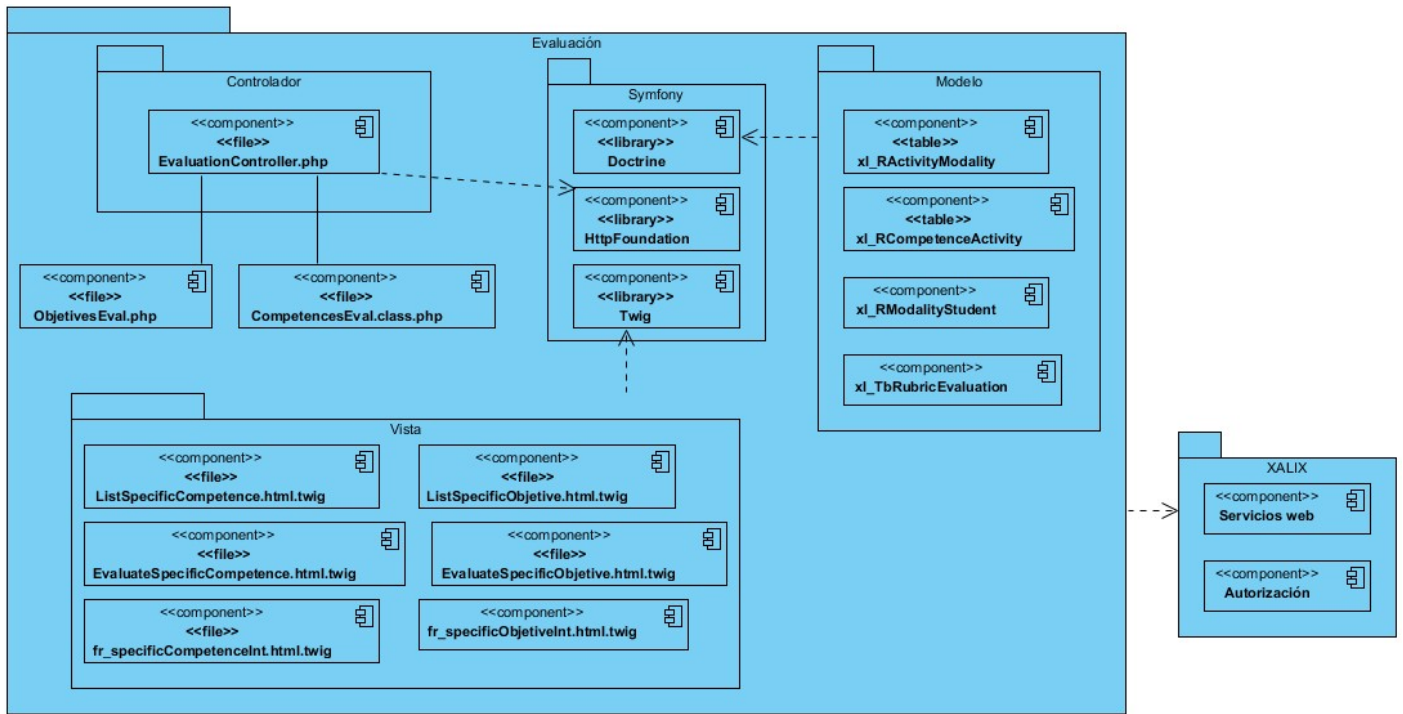 Evaluación
Controlador
<<component>>
<<file>>
EvaluationController.php
<<component>>
<<file>>
ObjetivesEval.php
<<component>>
<<file>>
CompetencesEval.class.php
Symfony
<<component>>
<<library>>
Doctrine
<<component>>
<<library>>
HttpFoundation
<<component>>
<<library>>
Twig
Modelo
<<component>>
<<table>>
xl_RActivityModality
<<component>>
<<table>>
xl_RCompetenceActivity
<<component>>
xl_RModalityStudent
<<component>>
xl_TbRubricEvaluation
Vista
<<component>>
<<file>>
ListSpecificCompetence.html.twig
<<component>>
<<file>>
ListSpecificObjetive.html.twig
<<component>>
<<file>>
EvaluateSpecificCompetence.html.twig
<<component>>
<<file>>
EvaluateSpecificObjetive.html.twig
<<component>>
<<file>>
fr_specificCompetenceInt.html.twig
<<component>>
fr_specificObjetiveInt.html.twig
XALIX
<<component>>
Servicios web
<<component>>
Autorización